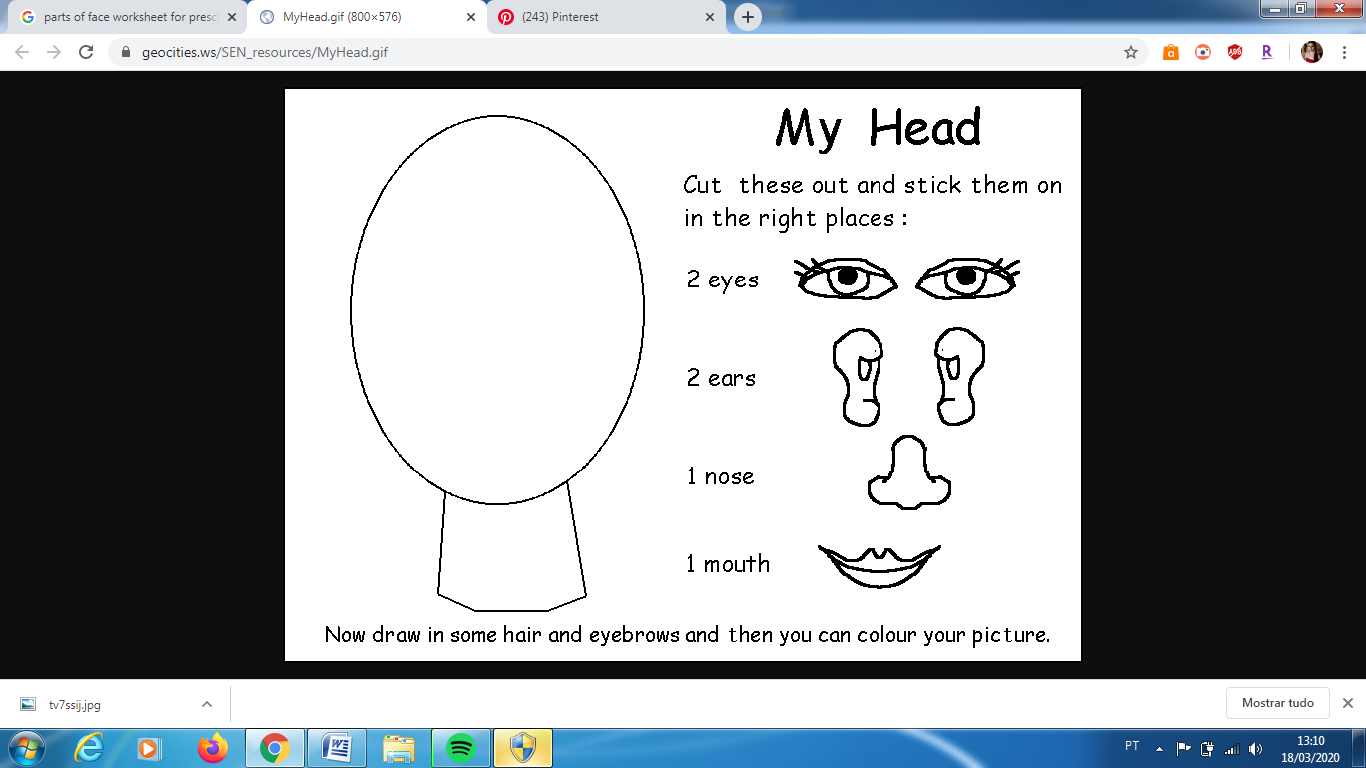 parts of face worksheet for presc
MyHead.gif (800×576)
(243) Pinterest
geocities.ws/SEN_resources/MyHead.gif
My Head
Cut these out and stick them on
in the right places :
2 eyes
2 ears
1 nose
1 mouth
Now draw in some hair and eyebrows and then you can colour your picture.
tv7ssij.jpg
Mostrar tudo
PT
13:10
18/03/2020